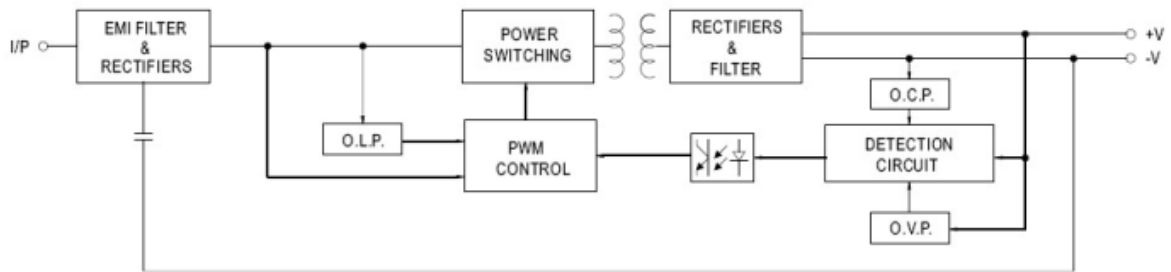 I/P
EMI FILTER
&
RECTIFIERS
POWER
SWITCHING
RECTIFIERS
&
FILTER
+V
-V
O.C.P.
O.L.P.
PWM
CONTROL
DETECTION
CIRCUIT
O.V.P.